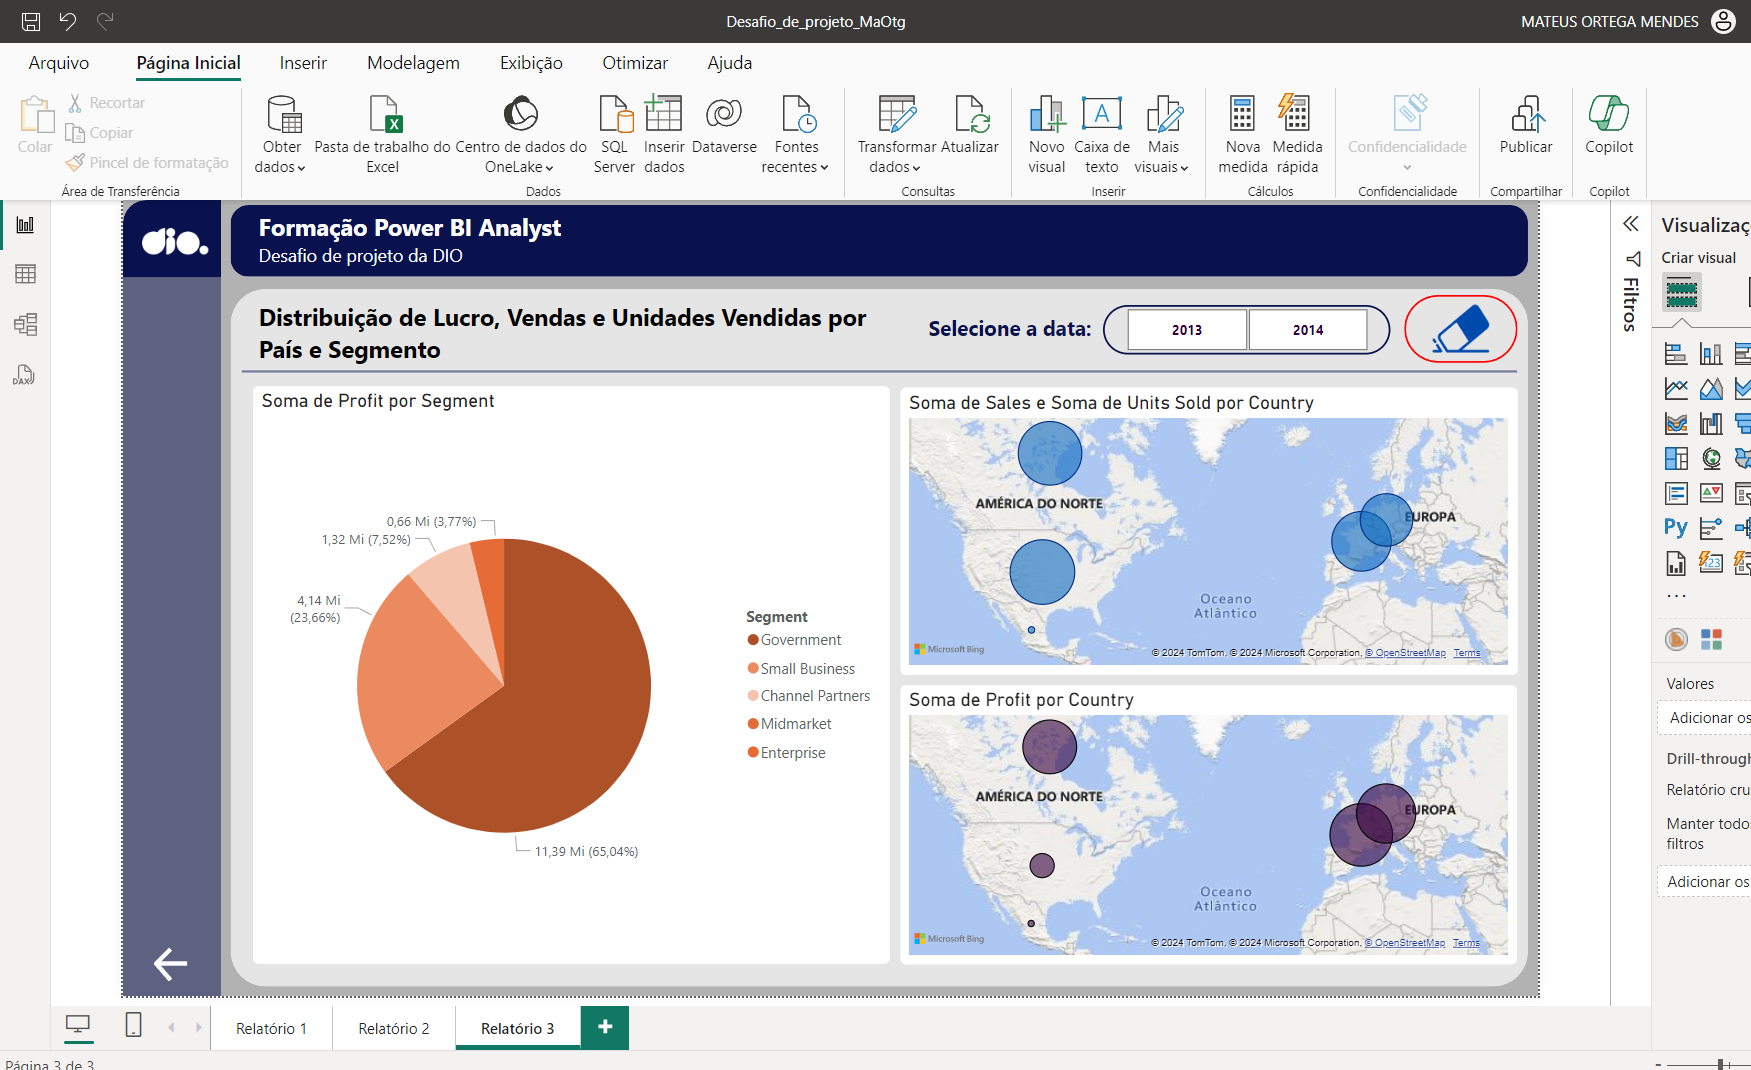 Desafio_de_projeto_MaOtg
MATEUS ORTEGA MENDES
Arquivo
Página Inicial
Inserir
Modelagem
Exibição
Otimizar
Ajuda
Colar
Recortar
Copiar
Pincel de formatação
Área de Transferência
Obter
dados
Pasta de trabalho do
Excel
Centro de dados do
OneLake
SQL
Server
Inserir
dados
Dataverse
Fontes
recentes
Dados
Transformar
dados
Atualizar
Consultas
Novo
visual
Caixa de
texto
Mais
visuais
Inserir
Nova
medida
Medida
rápida
Cálculos
Confidencialidade
Confidencialidade
Publicar
Compartilhar
Copilot
Copilot
dio.
Formação Power BI Analyst
Desafio de projeto da DIO
Distribuição de Lucro, Vendas e Unidades Vendidas por
País e Segmento
Selecione a data:
2013
2014
Soma de Profit por Segment
0,66 Mi (3,77%)
1,32 Mi (7,52%)
4,14 Mi
(23,66%)
11,39 Mi (65,04%)
Segment
Government
Small Business
Channel Partners
Midmarket
Enterprise
Soma de Sales e Soma de Units Sold por Country
AMÉRICA DO NORTE
EUROPA
Oceano
Atlântico
Microsoft Bing
© 2024 TomTom, © 2024 Microsoft Corporation, © OpenStreetMap Terms
Soma de Profit por Country
AMÉRICA DO NORTE
EUROPA
Oceano
Atlântico
Microsoft Bing
© 2024 TomTom, © 2024 Microsoft Corporation, © OpenStreetMap Terms
Filtros
Visualizaç
Criar visual
Py
123
...
Valores
Adicionar os
Drill-through
Relatório cru
Manter todos
filtros
Adicionar os
DAX
Relatório 1
Relatório 2
Relatório 3
+
Página 3 de 3